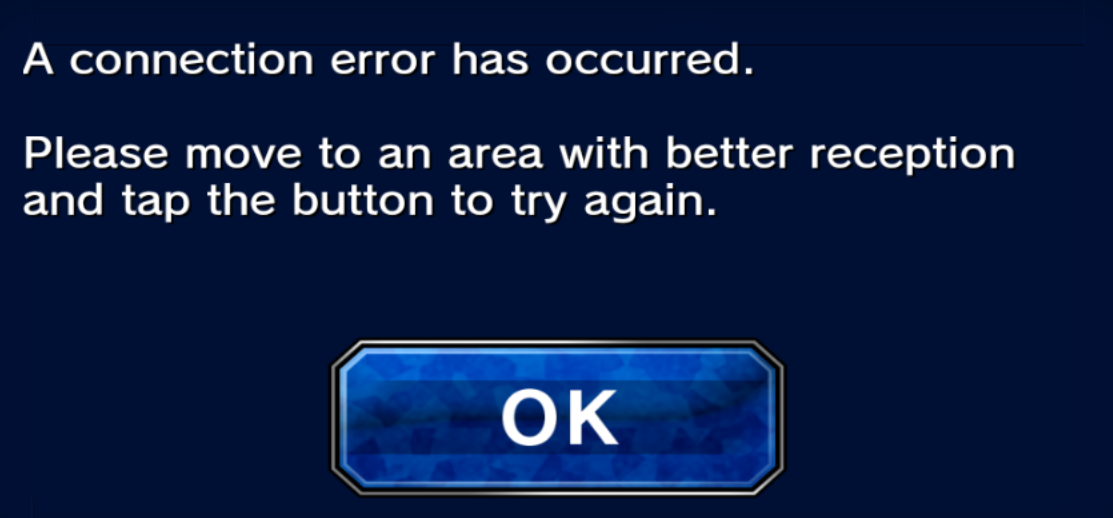 A connection error has occurred.
Please move to an area with better reception
and tap the button to try again.
OK